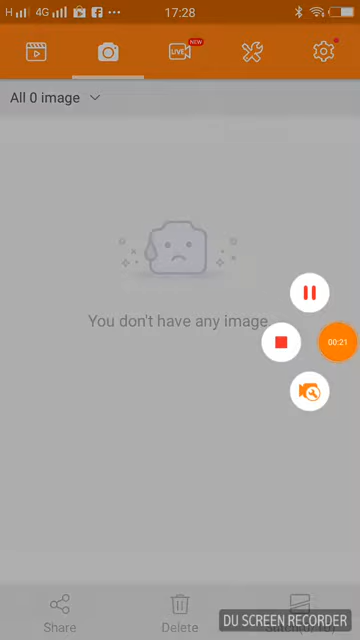 H 4G 17:28
LIVE NEW
All 0 image
You don't have any image.
00:21
Share Delete
DU SCREEN RECORDER